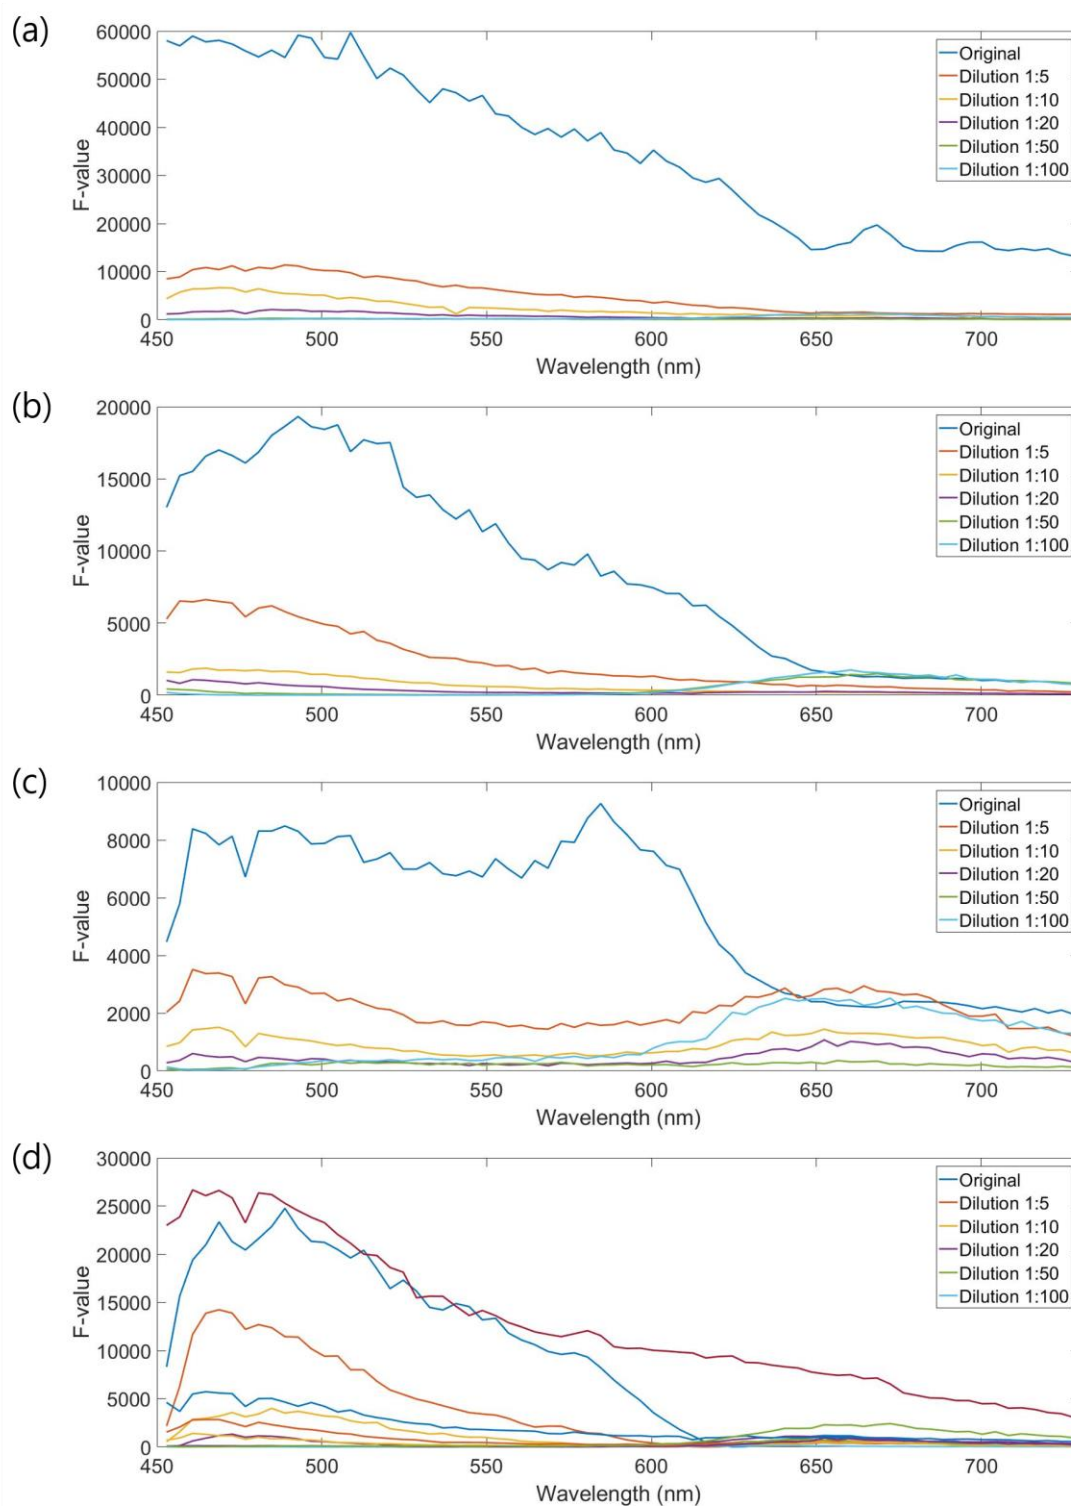 (a)
60000
50000
40000
30000
20000
10000
0
F-value
450 500 550 600 650 700
Wavelength (nm)
Original
Dilution 1:5
Dilution 1:10
Dilution 1:20
Dilution 1:50
Dilution 1:100
(b)
20000
15000
10000
5000
0
F-value
450 500 550 600 650 700
Wavelength (nm)
Original
Dilution 1:5
Dilution 1:10
Dilution 1:20
Dilution 1:50
Dilution 1:100
(c)
10000
8000
6000
4000
2000
0
F-value
450 500 550 600 650 700
Wavelength (nm)
Original
Dilution 1:5
Dilution 1:10
Dilution 1:20
Dilution 1:50
Dilution 1:100
(d)
30000
25000
20000
15000
10000
5000
0
F-value
450 500 550 600 650 700
Wavelength (nm)
Original
Dilution 1:5
Dilution 1:10
Dilution 1:20
Dilution 1:50
Dilution 1:100